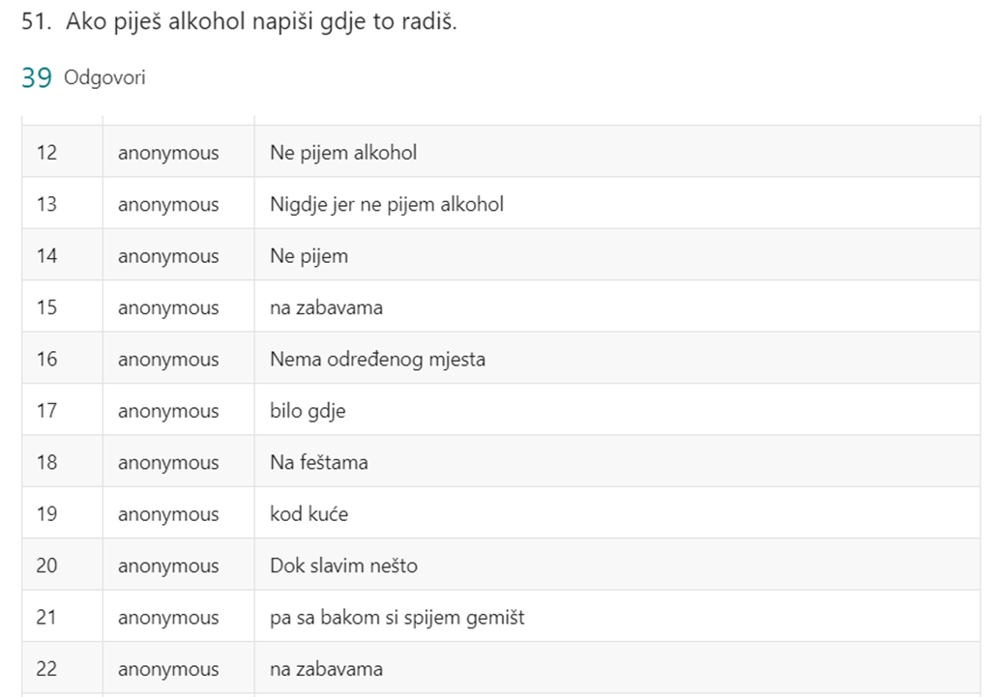 51. Ako piješ alkohol napiši gdje to radiš.
39 Odgovori
12 anonymous Ne pijem alkohol
13 anonymous Nigdje jer ne pijem alkohol
14 anonymous Ne pijem
15 anonymous na zabavama
16 anonymous Nema određenog mjesta
17 anonymous bilo gdje
18 anonymous Na feštama
19 anonymous kod kuće
20 anonymous Dok slavim nešto
21 anonymous pa sa bakom si spijem gemišt
22 anonymous na zabavama